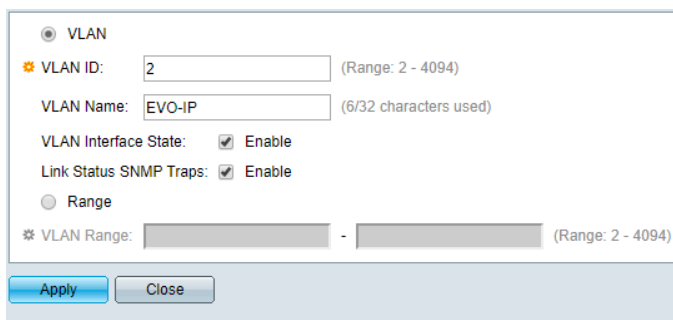 VLAN
VLAN ID: 2 (Range: 2 - 4094)
VLAN Name: EVO-IP (6/32 characters used)
VLAN Interface State: Enable
Link Status SNMP Traps: Enable
Range
VLAN Range: - (Range: 2 - 4094)
Apply Close